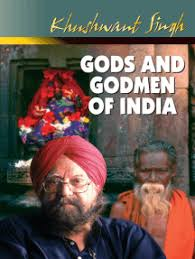 Khushwant Singh
GODS AND
GODMEN
OF INDIA